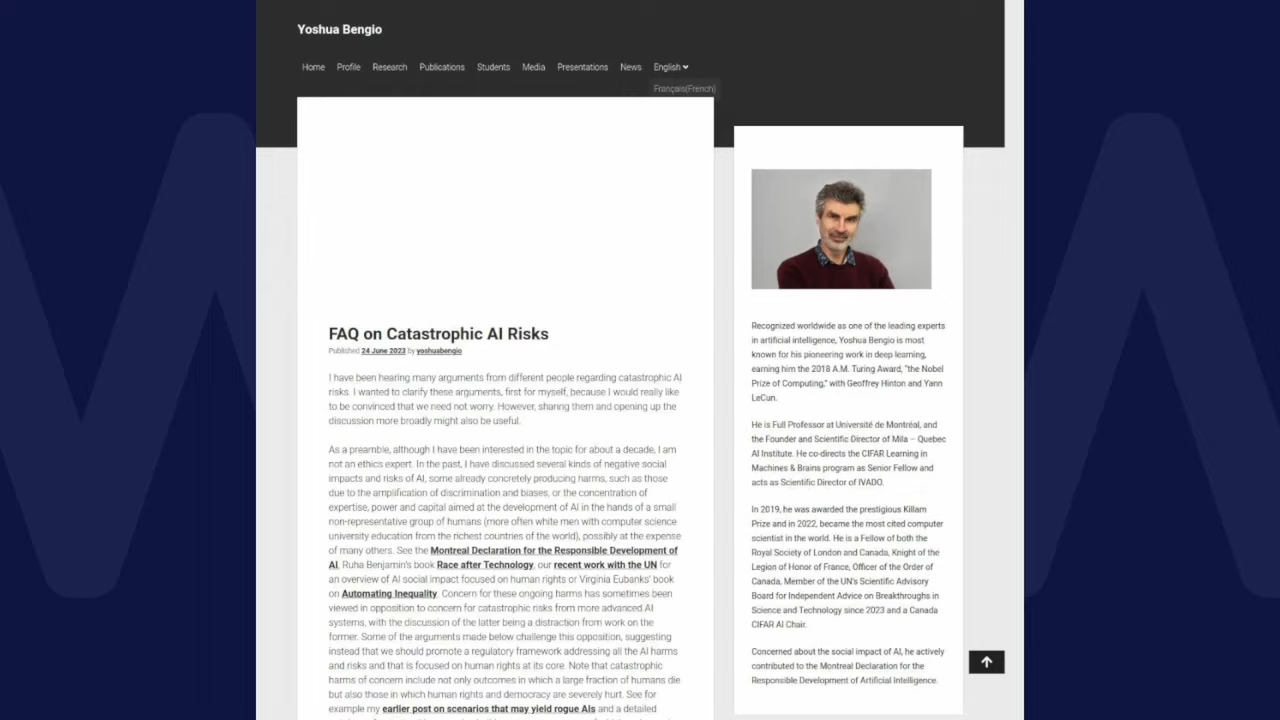 Yoshua Bengio
Home Profile Research Publications Students Media Presentations News English
Français(French)
FAQ on Catastrophic AI Risks
Published 24 June 2023 by yoshuabengio
I have been hearing many arguments from different people regarding catastrophic AI
risks. I wanted to clarify these arguments, first for myself, because I would really like
to be convinced that we need not worry. However, sharing them and opening up the
discussion more broadly might also be useful.
As a preamble, although I have been interested in the topic for about a decade, I am
not an ethics expert. In the past, I have discussed several kinds of negative social
impacts and risks of AI, some already concretely producing harms, such as those
due to the amplification of discrimination and biases, or the concentration of
expertise, power and capital aimed at the development of AI in the hands of a small
non-representative group of humans (more often white men with computer science
university education from the richest countries of the world), possibly at the expense
of many others. See the Montreal Declaration for the Responsible Development of
AI, Ruha Benjamin's book Race after Technology, our recent work with the UN for
an overview of AI social impact focused on human rights or Virginia Eubanks' book
on Automating Inequality. Concern for these ongoing harms has sometimes been
viewed in opposition to concern for catastrophic risks from more advanced AI
systems, with the discussion of the latter being a distraction from work on the
former. Some of the arguments made below challenge this opposition, suggesting
instead that we should promote a regulatory framework addressing all the AI harms
and risks and that is focused on human rights at its core. Note that catastrophic
harms of concern include not only outcomes in which a large fraction of humans die
but also those in which human rights and democracy are severely hurt. See for
example my earlier post on scenarios that may yield rogue AIs and a detailed
Recognized worldwide as one of the leading experts
in artificial intelligence, Yoshua Bengio is most
known for his pioneering work in deep learning,
earning him the 2018 A.M. Turing Award, "the Nobel
Prize of Computing," with Geoffrey Hinton and Yann
LeCun.
He is Full Professor at Université de Montréal, and
the Founder and Scientific Director of Mila – Quebec
AI Institute. He co-directs the CIFAR Learning in
Machines & Brains program as Senior Fellow and
acts as Scientific Director of IVADO.
In 2019, he was awarded the prestigious Killam
Prize and in 2022, became the most cited computer
scientist in the world. He is a Fellow of both the
Royal Society of London and Canada, Knight of the
Legion of Honor of France, Officer of the Order of
Canada, Member of the UN's Scientific Advisory
Board for Independent Advice on Breakthroughs in
Science and Technology since 2023 and a Canada
CIFAR AI Chair.
Concerned about the social impact of AI, he actively
contributed to the Montreal Declaration for the
Responsible Development of Artificial Intelligence.